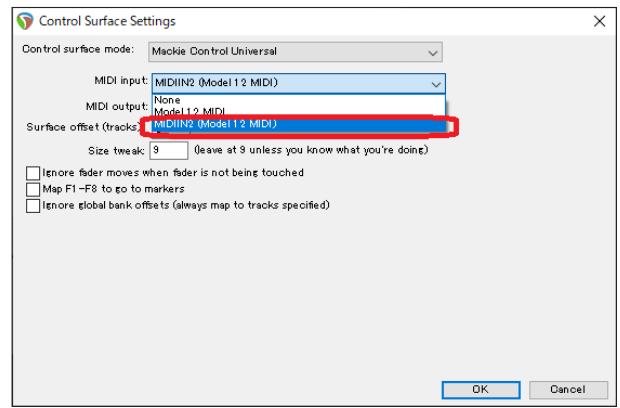 Control Surface Settings
Control surface mode: Mackie Control Universal
MIDI input: MIDIIN2 (Model 12 MIDI)
None
MIDI output: Model 12 MIDI
Surface offset (tracks) MIDIIN2 (Model 12 MIDI)
Size tweak: 9 (leave at 9 unless you know what you're doing)
Ignore fader moves when fader is not being touched
Map F1-F8 to go to markers
Ignore global bank offsets (always map to tracks specified)
OK Cancel